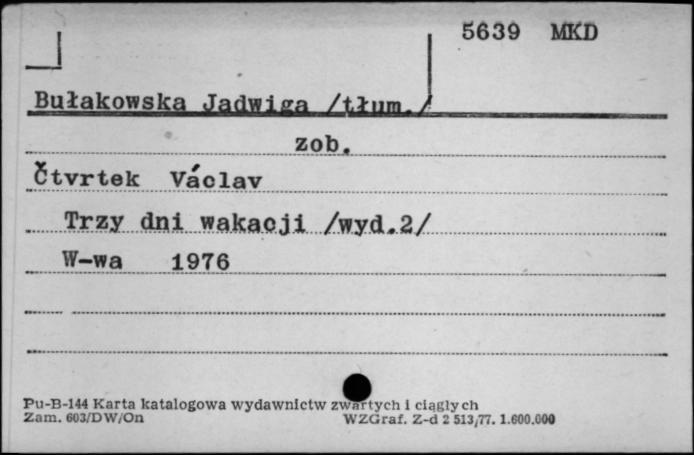 5639 MKD
Bułakowska Jadwiga /tłum./
zob.
Čtvrtek Václav
Trzy dni wakacji /wyd.2/
W-wa 1976
Pu-B-144 Karta katalogowa wydawnictw zwartych i ciągłych
Zam. 603/DW/On WZGraf. Z-d 2 513/77. 1.600.000